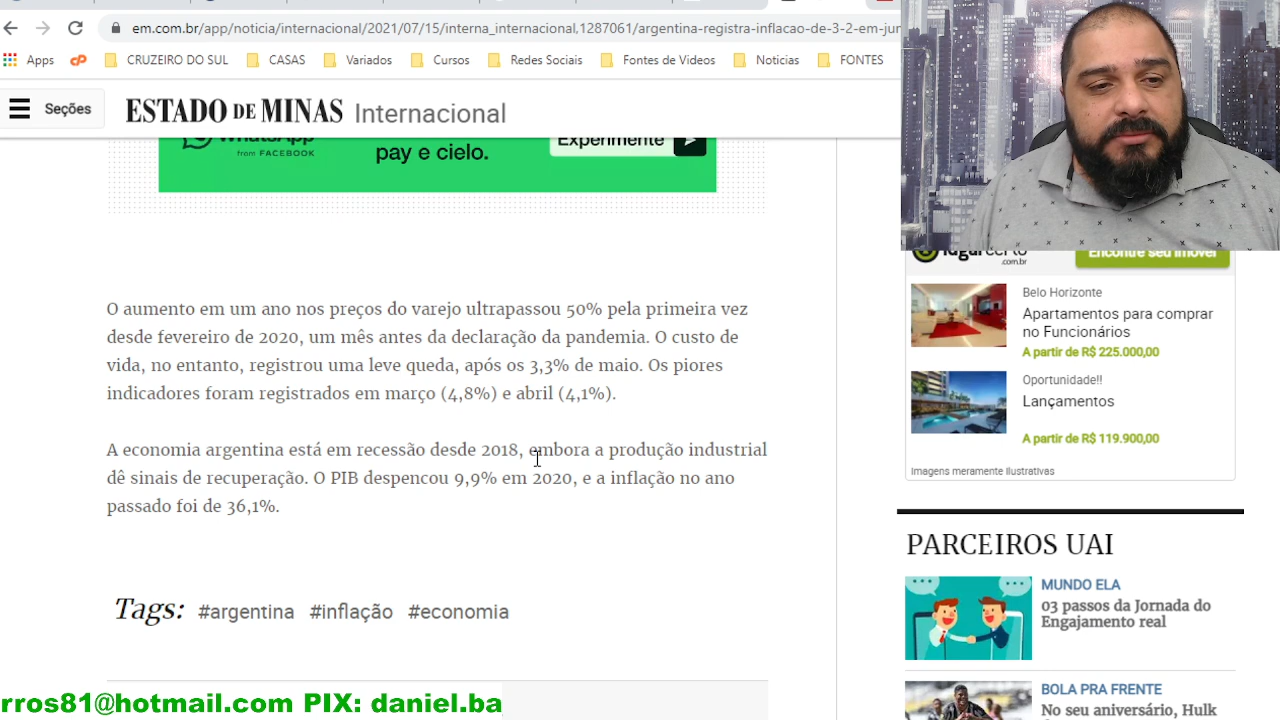 em.com.br/app/noticia/internacional/2021/07/15/interna_internacional,1287061/argentina-registra-inflacao-de-3-2-em-jun
Apps CRUZEIRO DO SUL CASAS Variados Cursos Redes Sociais Fontes de Videos Noticias FONTES
Seções ESTADO DE MINAS Internacional
WhatsApp
from FACEBOOK
pay e cielo.
Experimente
O aumento em um ano nos preços do varejo ultrapassou 50% pela primeira vez
desde fevereiro de 2020, um mês antes da declaração da pandemia. O custo de
vida, no entanto, registrou uma leve queda, após os 3,3% de maio. Os piores
indicadores foram registrados em março (4,8%) e abril (4,1%).
A economia argentina está em recessão desde 2018, embora a produção industrial
dê sinais de recuperação. O PIB despencou 9,9% em 2020, e a inflação no ano
passado foi de 36,1%.
Tags: #argentina #inflação #economia
lugarcerto
.com.br
Encontre seu imóvel
Belo Horizonte
Apartamentos para comprar
no Funcionários
A partir de R$ 225.000,00
Oportunidade!!
Lançamentos
A partir de R$ 119.900,00
Imagens meramente ilustrativas
PARCEIROS UAI
MUNDO ELA
03 passos da Jornada do
Engajamento real
BOLA PRA FRENTE
No seu aniversário, Hulk
rros81@hotmail.com PIX: daniel.ba